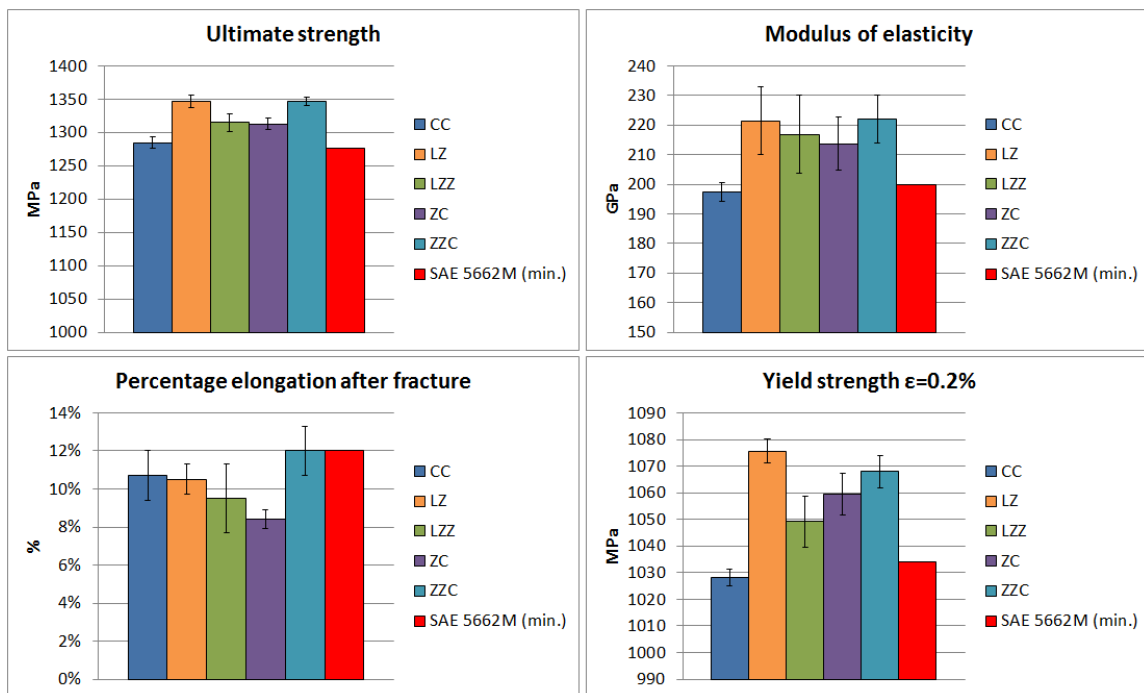 Ultimate strength
1400
1350
1300
1250
1200
1150
1100
1050
1000
MPa
CC
LZ
LZZ
ZC
ZZC
SAE 5662M (min.)
Modulus of elasticity
240
230
220
210
200
190
180
170
160
150
GPa
CC
LZ
LZZ
ZC
ZZC
SAE 5662M (min.)
Percentage elongation after fracture
14%
12%
10%
8%
6%
4%
2%
0%
%
CC
LZ
LZZ
ZC
ZZC
SAE 5662M (min.)
Yield strength ε=0.2%
1090
1080
1070
1060
1050
1040
1030
1020
1010
1000
990
MPa
CC
LZ
LZZ
ZC
ZZC
SAE 5662M (min.)